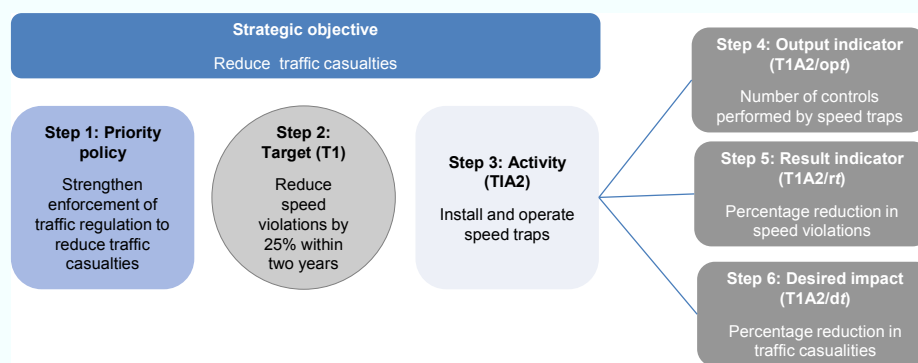 Strategic objective
Reduce traffic casualties
Step 1: Priority
policy
Strengthen
enforcement of
traffic regulation to
reduce traffic
casualties
Step 2:
Target (T1)
Reduce
speed
violations by
25% within
two years
Step 3: Activity
(TIA2)
Install and operate
speed traps
Step 4: Output indicator
(T1A2/opt)
Number of controls
performed by speed traps
Step 5: Result indicator
(T1A2/rt)
Percentage reduction in
speed violations
Step 6: Desired impact
(T1A2/dt)
Percentage reduction in
traffic casualities